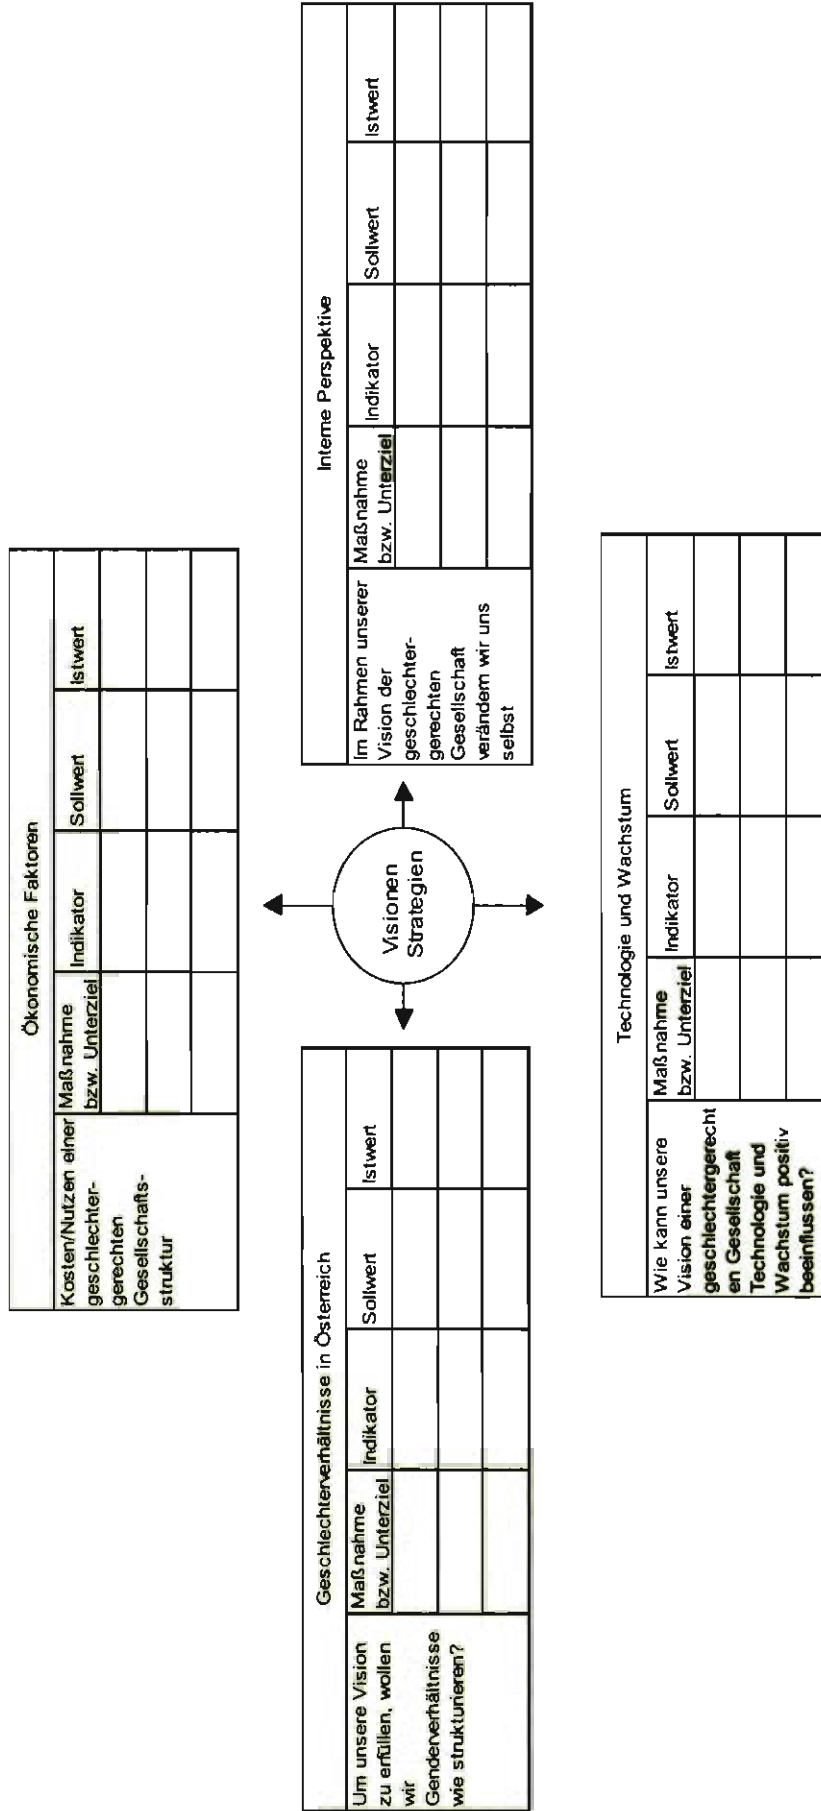 Ökonomische Faktoren
Kosten/Nutzen einer
geschlechter-
gerechten
Gesellschafts-
struktur
Maßnahme
bzw. Unterziel
Indikator
Sollwert
Istwert
Geschlechterverhältnisse in Österreich
Um unsere Vision
zu erfüllen, wollen
wir
Genderverhältnisse
wie strukturieren?
Maßnahme
bzw. Unterziel
Indikator
Sollwert
Istwert
Visionen
Strategien
Interne Perspektive
Im Rahmen unserer
Vision der
geschlechter-
gerechten
Gesellschaft
verändern wir uns
selbst
Maßnahme
bzw. Unterziel
Indikator
Sollwert
Istwert
Technologie und Wachstum
Wie kann unsere
Vision einer
geschlechtergerecht
en Gesellschaft
Technologie und
Wachstum positiv
beeinflussen?
Maßnahme
bzw. Unterziel
Indikator
Sollwert
Istwert